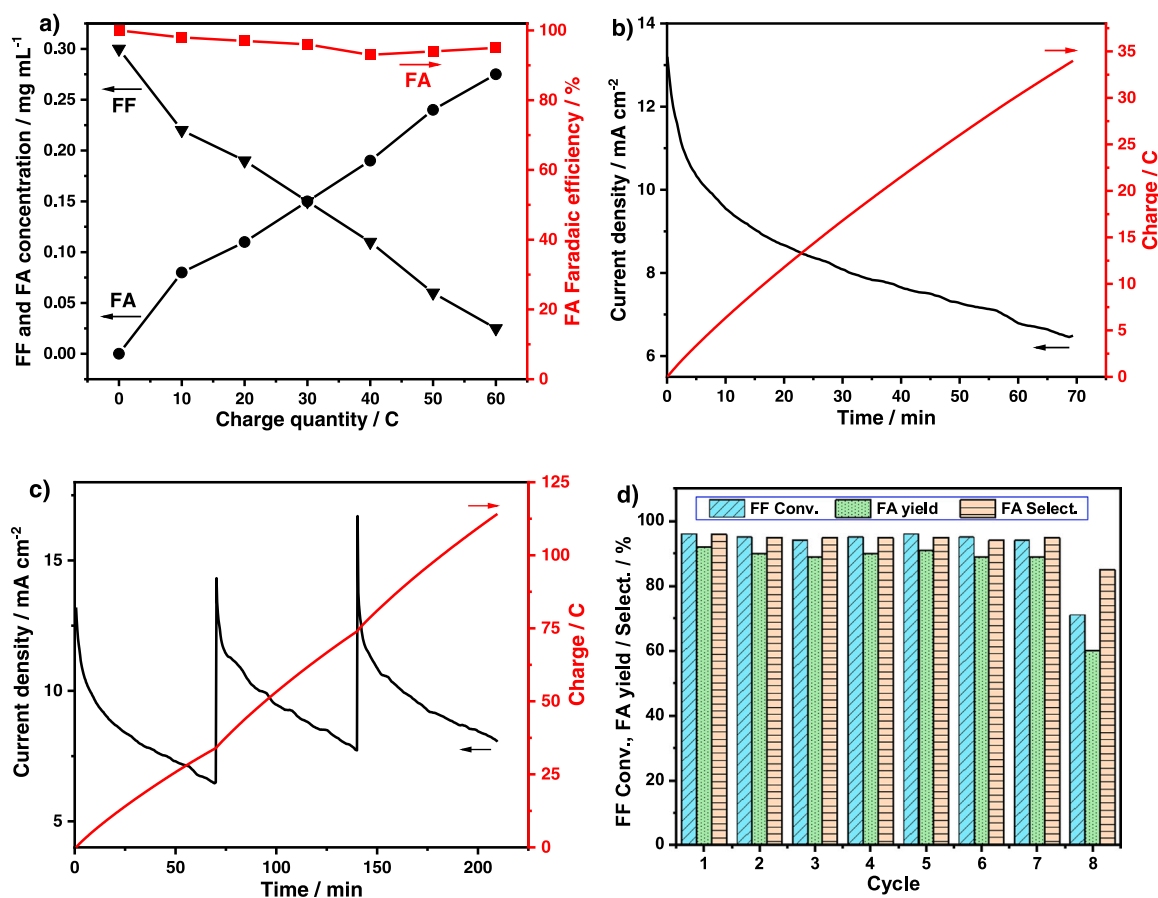 a)
FF and FA concentration / mg mL⁻¹
0.30
0.25
0.20
0.15
0.10
0.05
0.00
FF
FA
FA
100
80
60
40
20
0
FA Faradaic efficiency / %
0 10 20 30 40 50 60
Charge quantity / C
b)
Current density / mA cm⁻²
14
12
10
8
6
35
30
25
20
15
10
5
0
Charge / C
0 10 20 30 40 50 60 70
Time / min
c)
Current density / mA cm⁻²
15
10
5
125
100
75
50
25
0
Charge / C
0 50 100 150 200
Time / min
d)
FF Conv. FA yield FA Select.
FF Conv., FA yield / Select. / %
100
80
60
40
20
0
1 2 3 4 5 6 7 8
Cycle